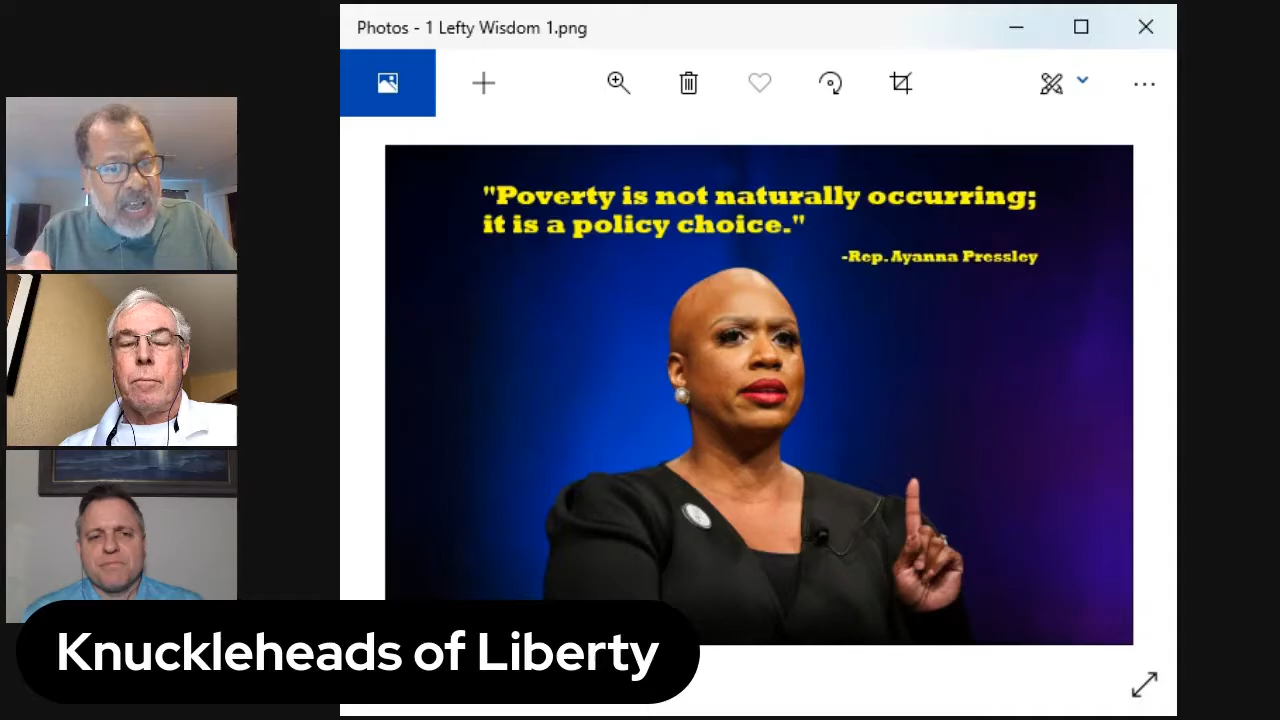 Photos - 1 Lefty Wisdom 1.png
"Poverty is not naturally occurring;
it is a policy choice."
-Rep. Ayanna Pressley
Knuckleheads of Liberty